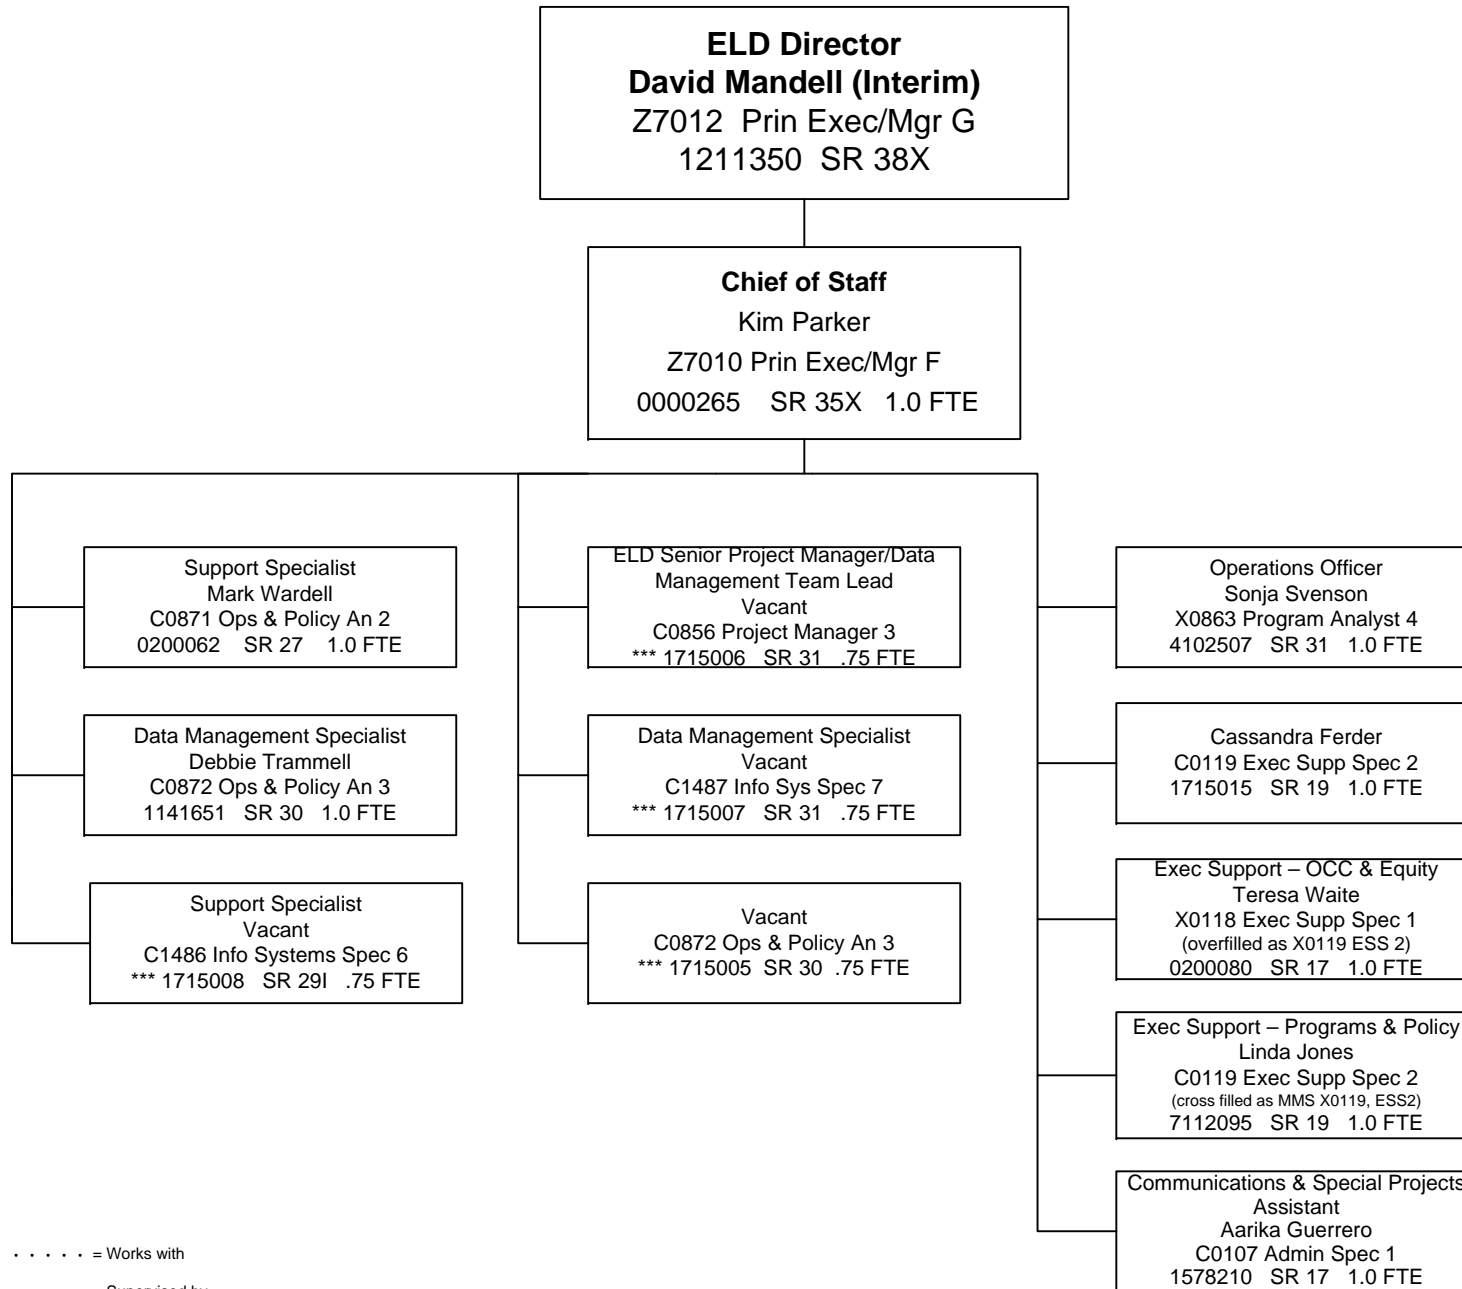 ELD Director
David Mandell (Interim)
Z7012 Prin Exec/Mgr G
1211350 SR 38X
Chief of Staff
Kim Parker
Z7010 Prin Exec/Mgr F
0000265 SR 35X 1.0 FTE
Support Specialist
Mark Wardell
C0871 Ops & Policy An 2
0200062 SR 27 1.0 FTE
Data Management Specialist
Debbie Trammell
C0872 Ops & Policy An 3
1141651 SR 30 1.0 FTE
Support Specialist
Vacant
C1486 Info Systems Spec 6
*** 1715008 SR 29I .75 FTE
ELD Senior Project Manager/Data
Management Team Lead
Vacant
C0856 Project Manager 3
*** 1715006 SR 31 .75 FTE
Data Management Specialist
Vacant
C1487 Info Sys Spec 7
*** 1715007 SR 31 .75 FTE
Vacant
C0872 Ops & Policy An 3
*** 1715005 SR 30 .75 FTE
Operations Officer
Sonja Svenson
X0863 Program Analyst 4
4102507 SR 31 1.0 FTE
Cassandra Ferder
C0119 Exec Supp Spec 2
1715015 SR 19 1.0 FTE
Exec Support – OCC & Equity
Teresa Waite
X0118 Exec Supp Spec 1
(overfilled as X0119 ESS 2)
0200080 SR 17 1.0 FTE
Exec Support – Programs & Policy
Linda Jones
C0119 Exec Supp Spec 2
(cross filled as MMS X0119, ESS2)
7112095 SR 19 1.0 FTE
Communications & Special Projects
Assistant
Aarika Guerrero
C0107 Admin Spec 1
1578210 SR 17 1.0 FTE
· · · · · = Works with
Supervised by